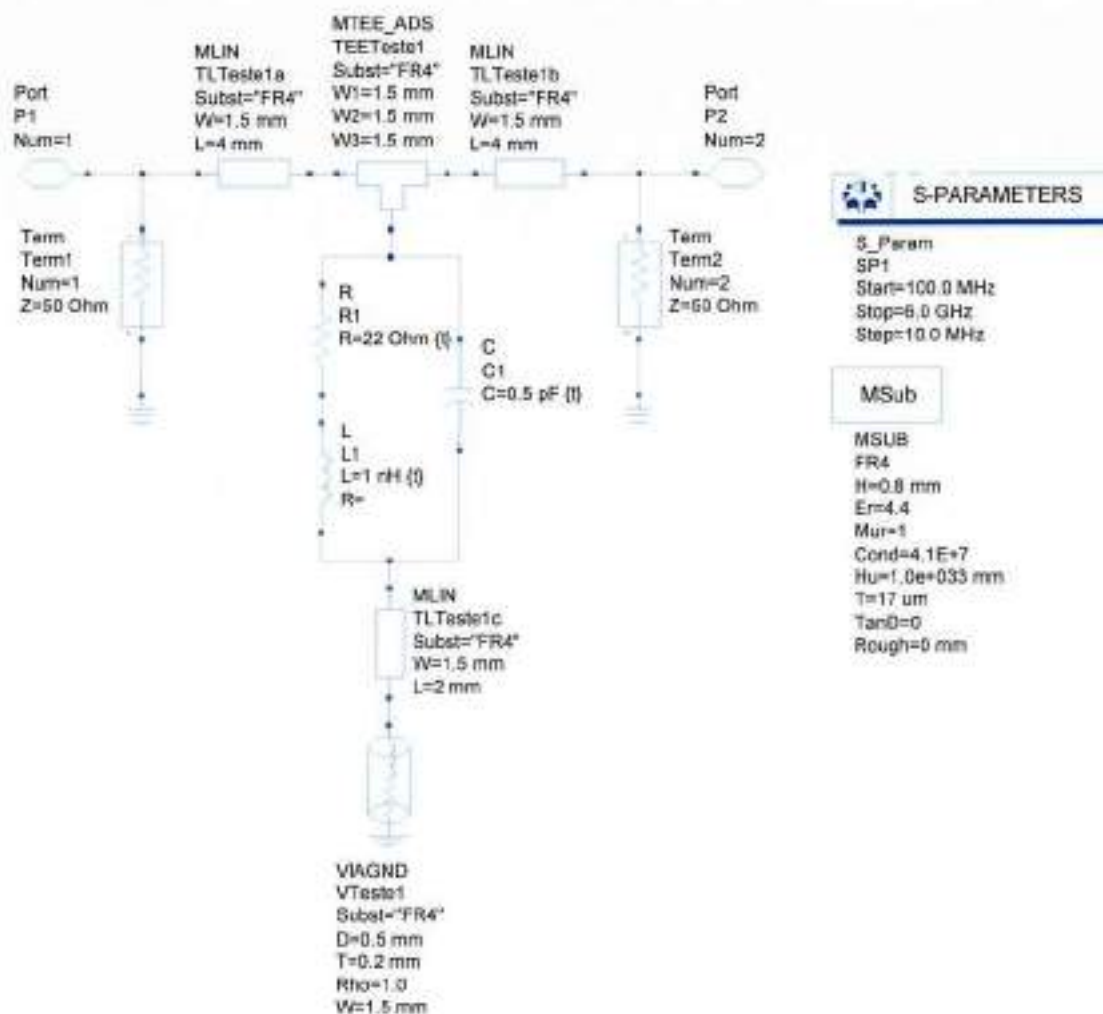 MTEE_ADS
TEETeste1
Subst="FR4"
W1=1.5 mm
W2=1.5 mm
W3=1.5 mm
MLIN
TLTeste1a
Subst="FR4"
W=1.5 mm
L=4 mm
MLIN
TLTeste1b
Subst="FR4"
W=1.5 mm
L=4 mm
Port
P1
Num=1
Port
P2
Num=2
Term
Term1
Num=1
Z=50 Ohm
Term
Term2
Num=2
Z=50 Ohm
R
R1
R=22 Ohm {t}
C
C1
C=0.5 pF {t}
L
L1
L=1 nH {t}
R=
MLIN
TLTeste1c
Subst="FR4"
W=1.5 mm
L=2 mm
VIAGND
VTeste1
Subst="FR4"
D=0.5 mm
T=0.2 mm
Rho=1.0
W=1.5 mm
S-PARAMETERS
S_Param
SP1
Start=100.0 MHz
Stop=6.0 GHz
Step=10.0 MHz
MSub
MSUB
FR4
H=0.8 mm
Er=4.4
Mur=1
Cond=4.1E+7
Hu=1.0e+033 mm
T=17 um
TanD=0
Rough=0 mm